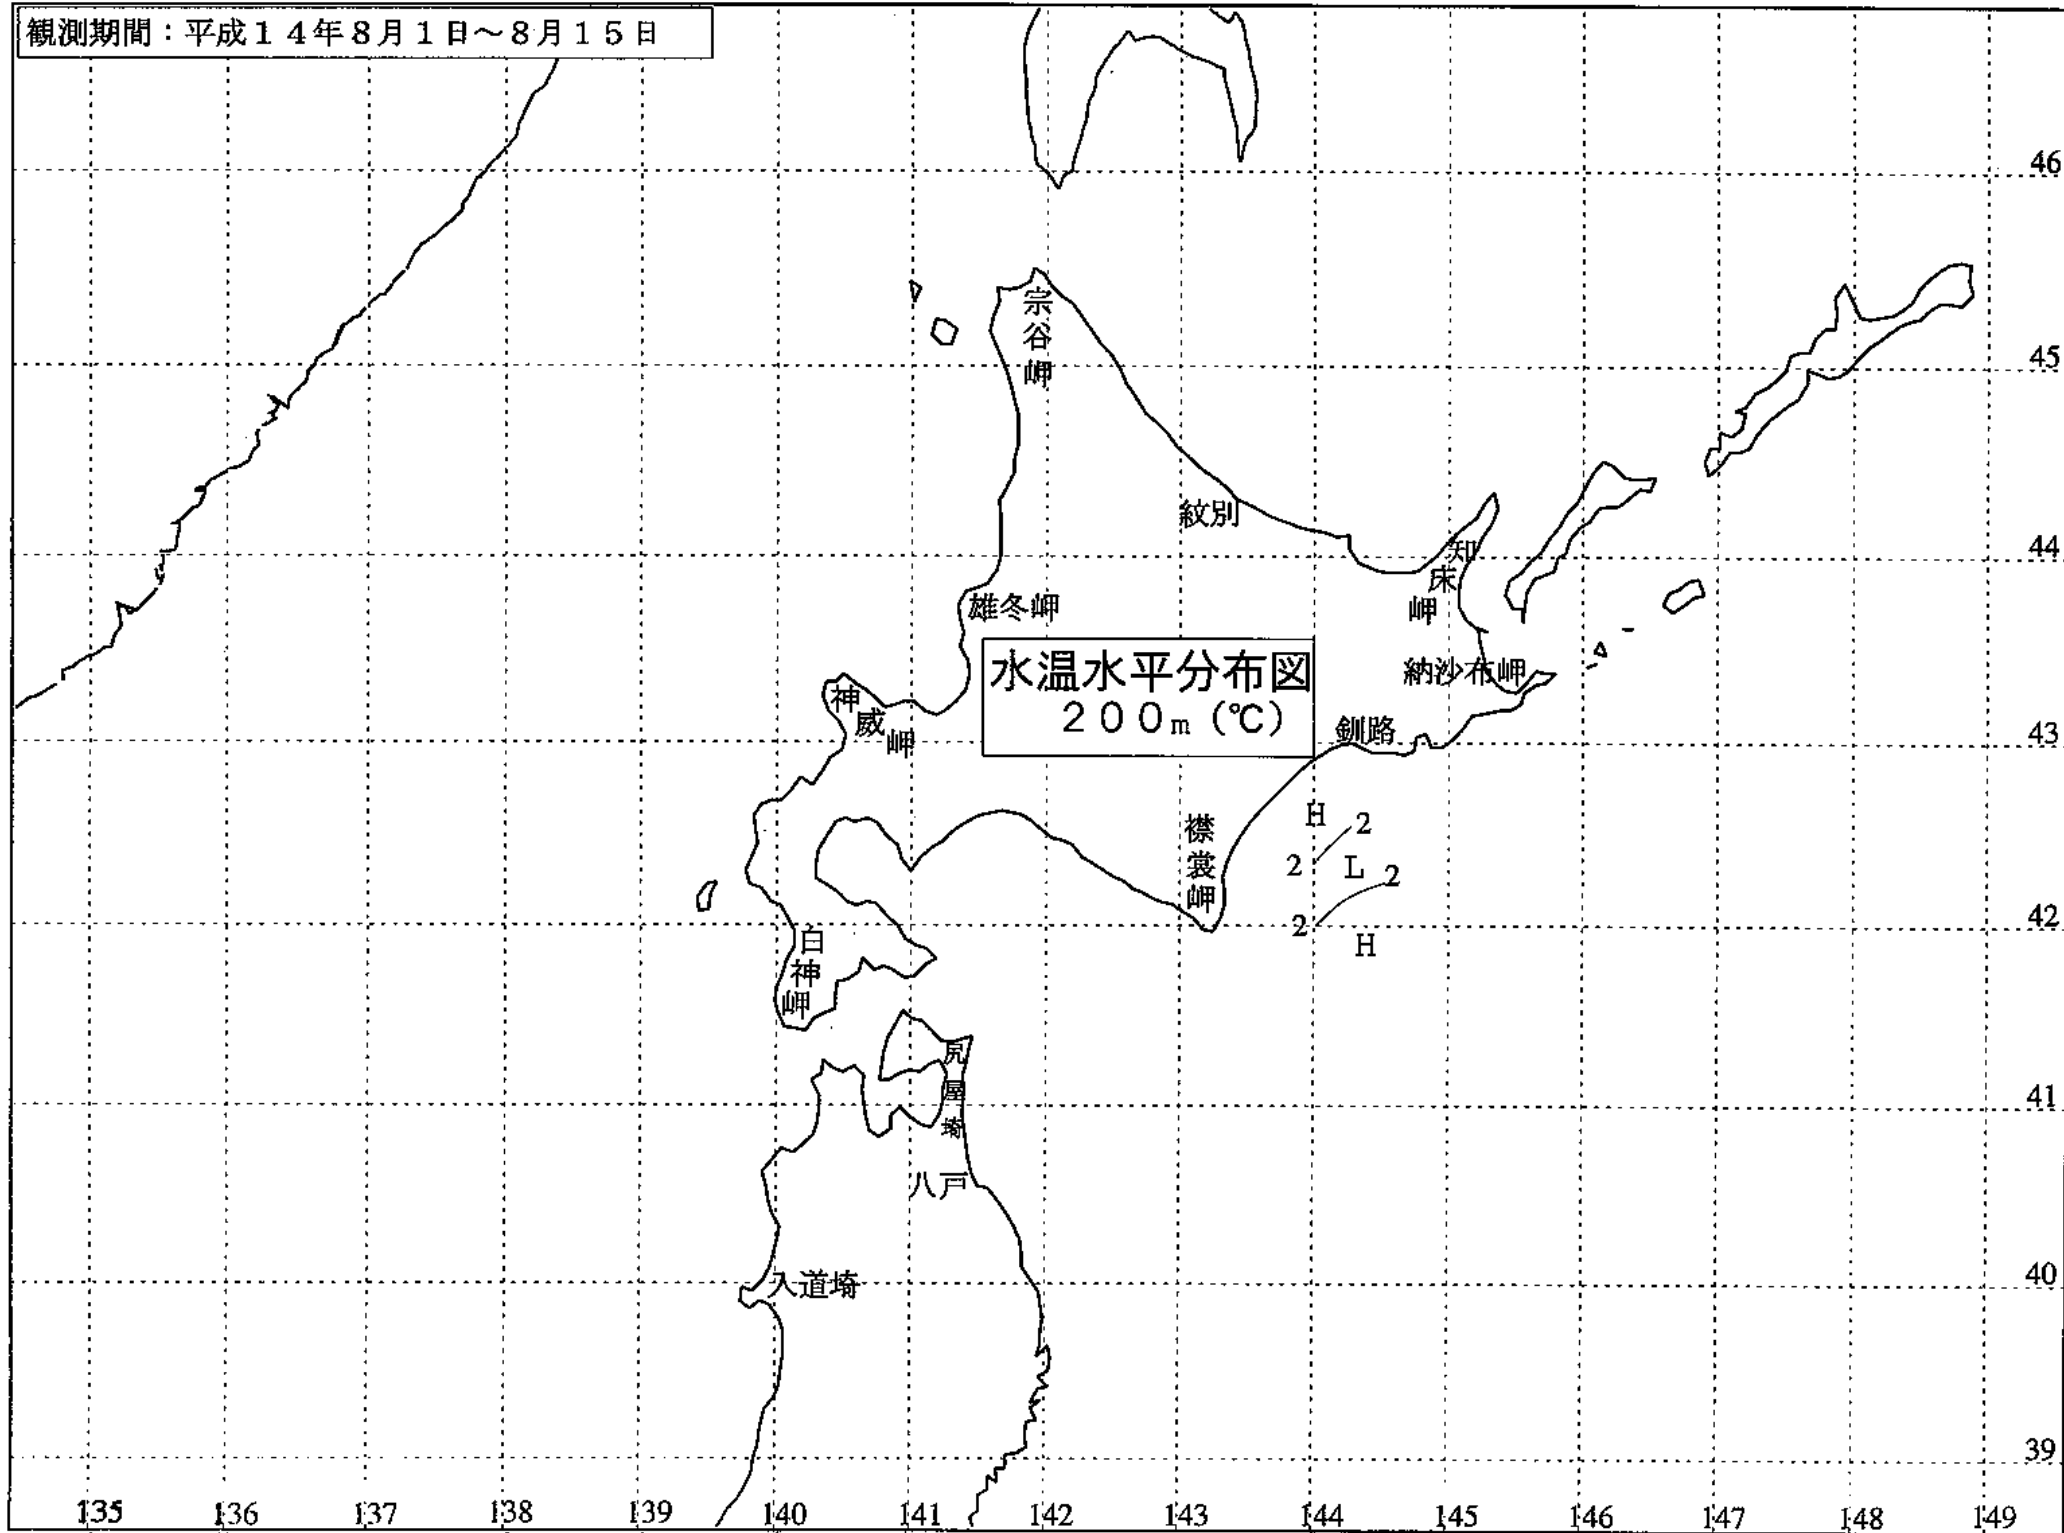 観測期間：平成１４年８月１日～８月１５日
46
宗谷岬
45
紋別
44
知床岬
雄冬岬
水温水平分布図
２００ｍ（℃）
納沙布岬
神威岬
釧路
43
H
2
襟裳岬
2
L
2
42
2
白神岬
H
尻屋埼
41
八戸
40
入道埼
39
135 136 137 138 139 140 141 142 143 144 145 146 147 148 149